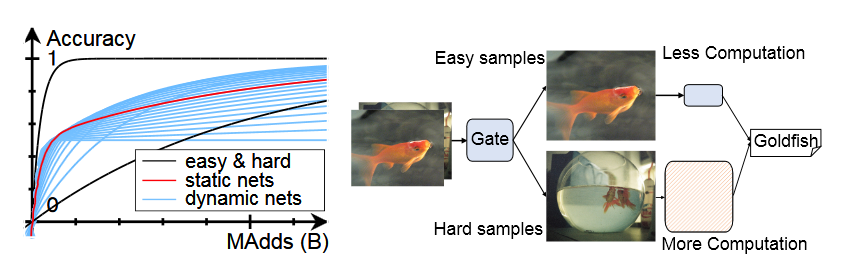 Accuracy
1
easy & hard
static nets
dynamic nets
0
MAdds (B)
Easy samples
Less Computation
Gate
Goldfish
Hard samples
More Computation